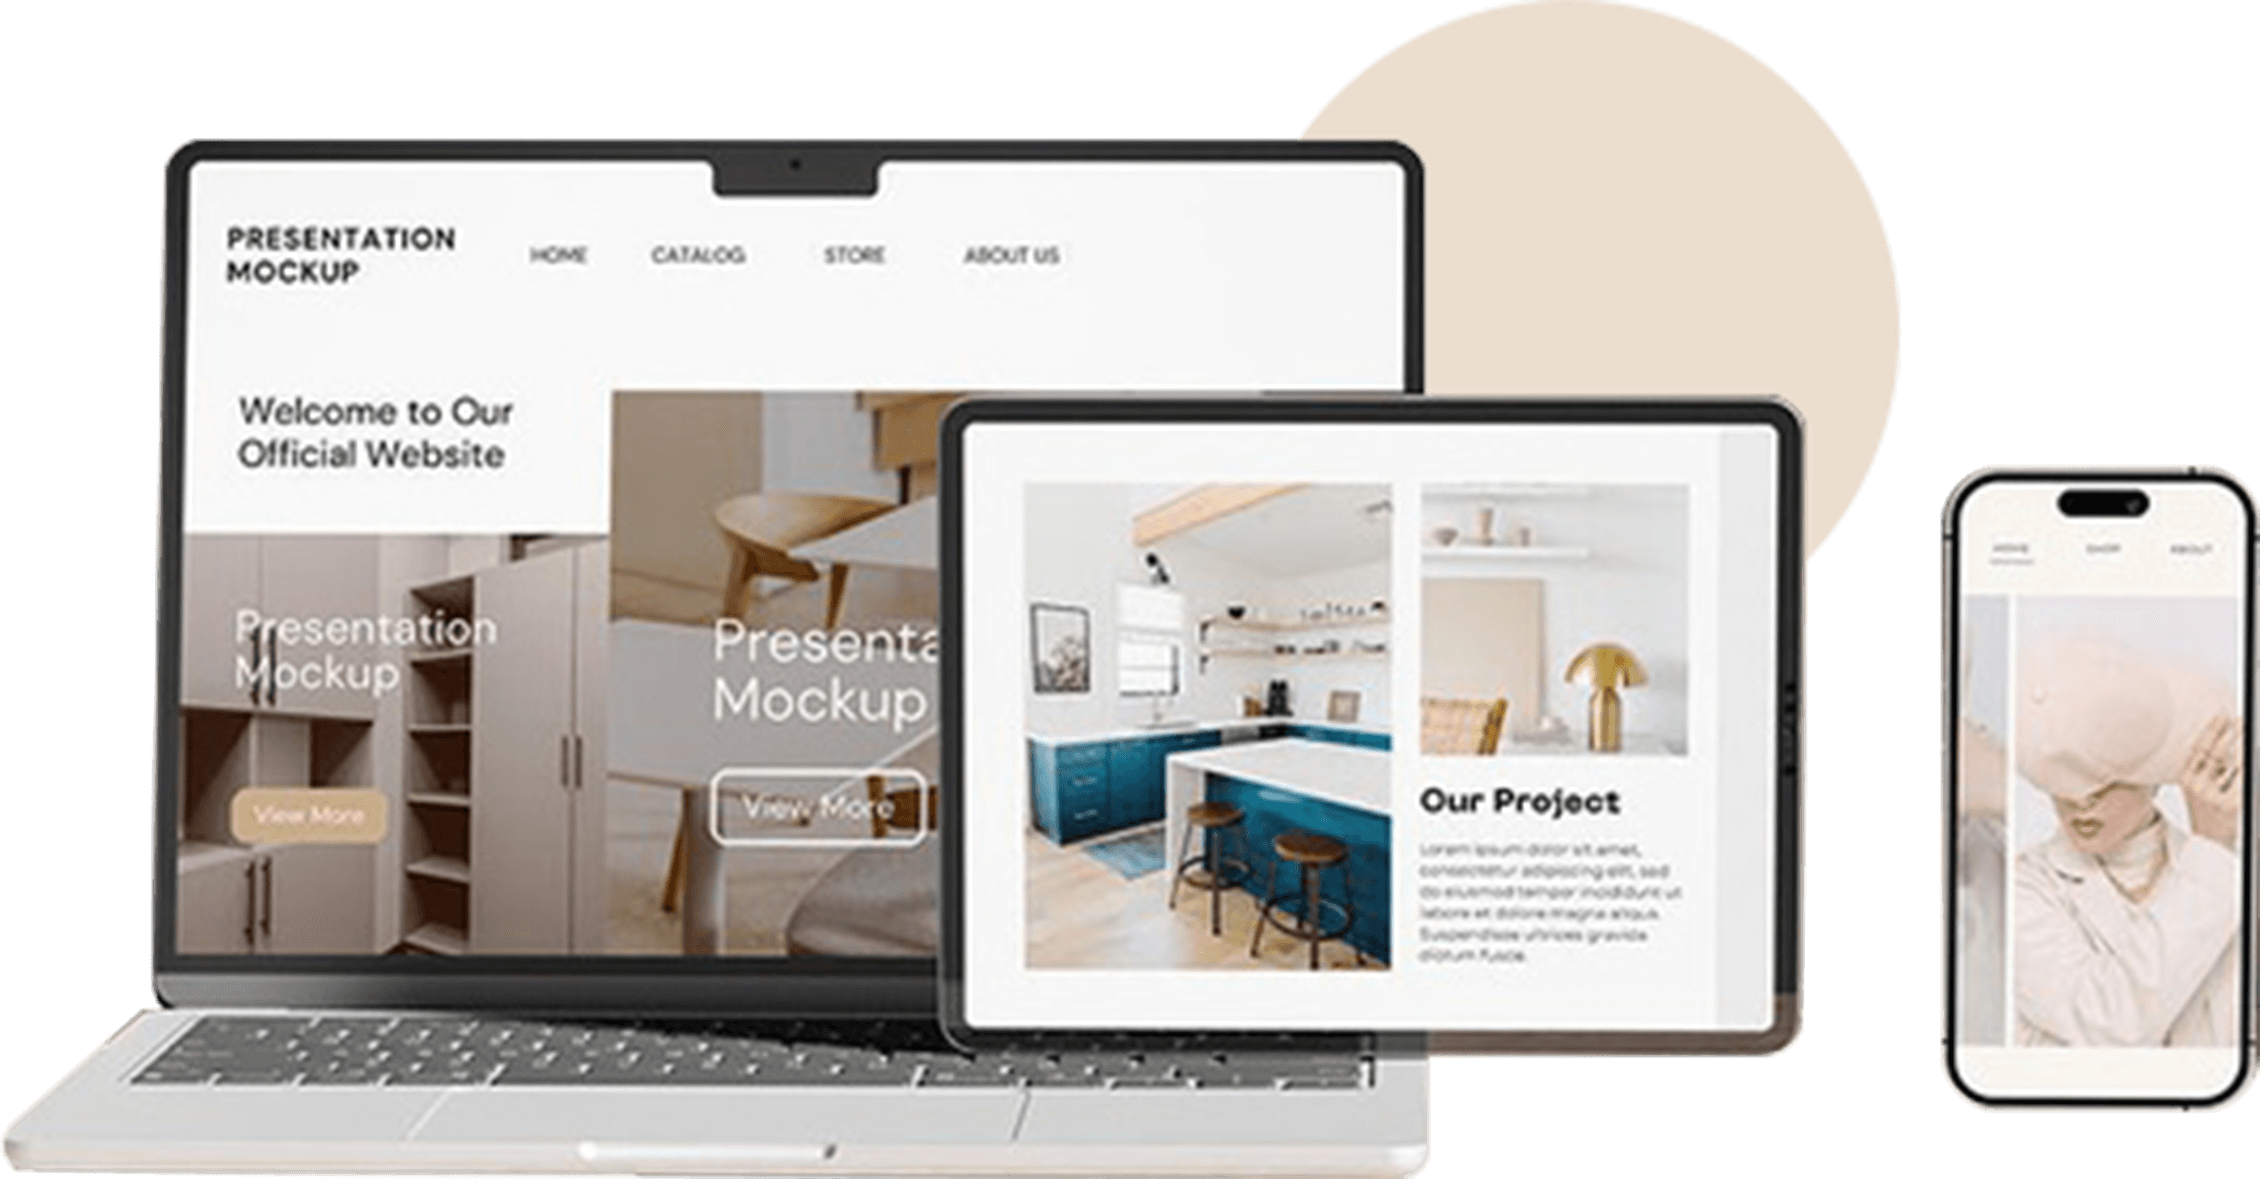 PRESENTATION
MOCKUP
HOME CATALOG STORE ABOUT US
Welcome to Our
Official Website
Presentation
Mockup
View More
Presenta
Mockup
View More
Our Project
Lorem ipsum dolor sit amet,
consectetur adipiscing elit, sed
do eiusmod tempor incididunt ut
labore et dolore magna aliqua.
Suspendisse ultrices gravida
dictum fusce.
HOME SHOP ABOUT